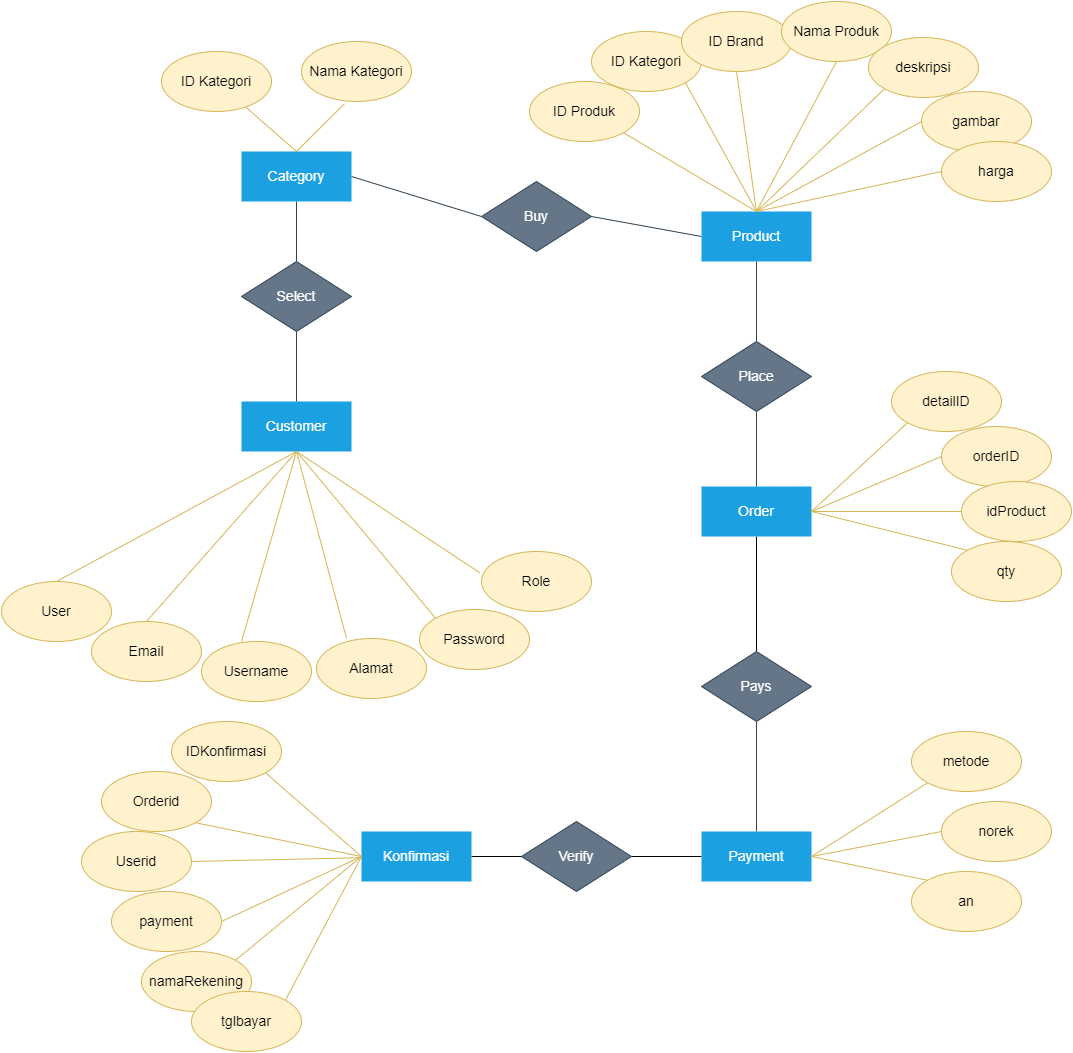 Nama Produk
ID Brand
ID Kategori
deskripsi
Nama Kategori
ID Kategori
ID Produk
gambar
harga
Category
Buy
Product
Select
Place
detailID
Customer
orderID
Order
idProduct
qty
Role
User
Password
Email
Alamat
Username
Pays
IDKonfirmasi
metode
Orderid
norek
Userid
Konfirmasi
Verify
Payment
an
payment
namaRekening
tglbayar